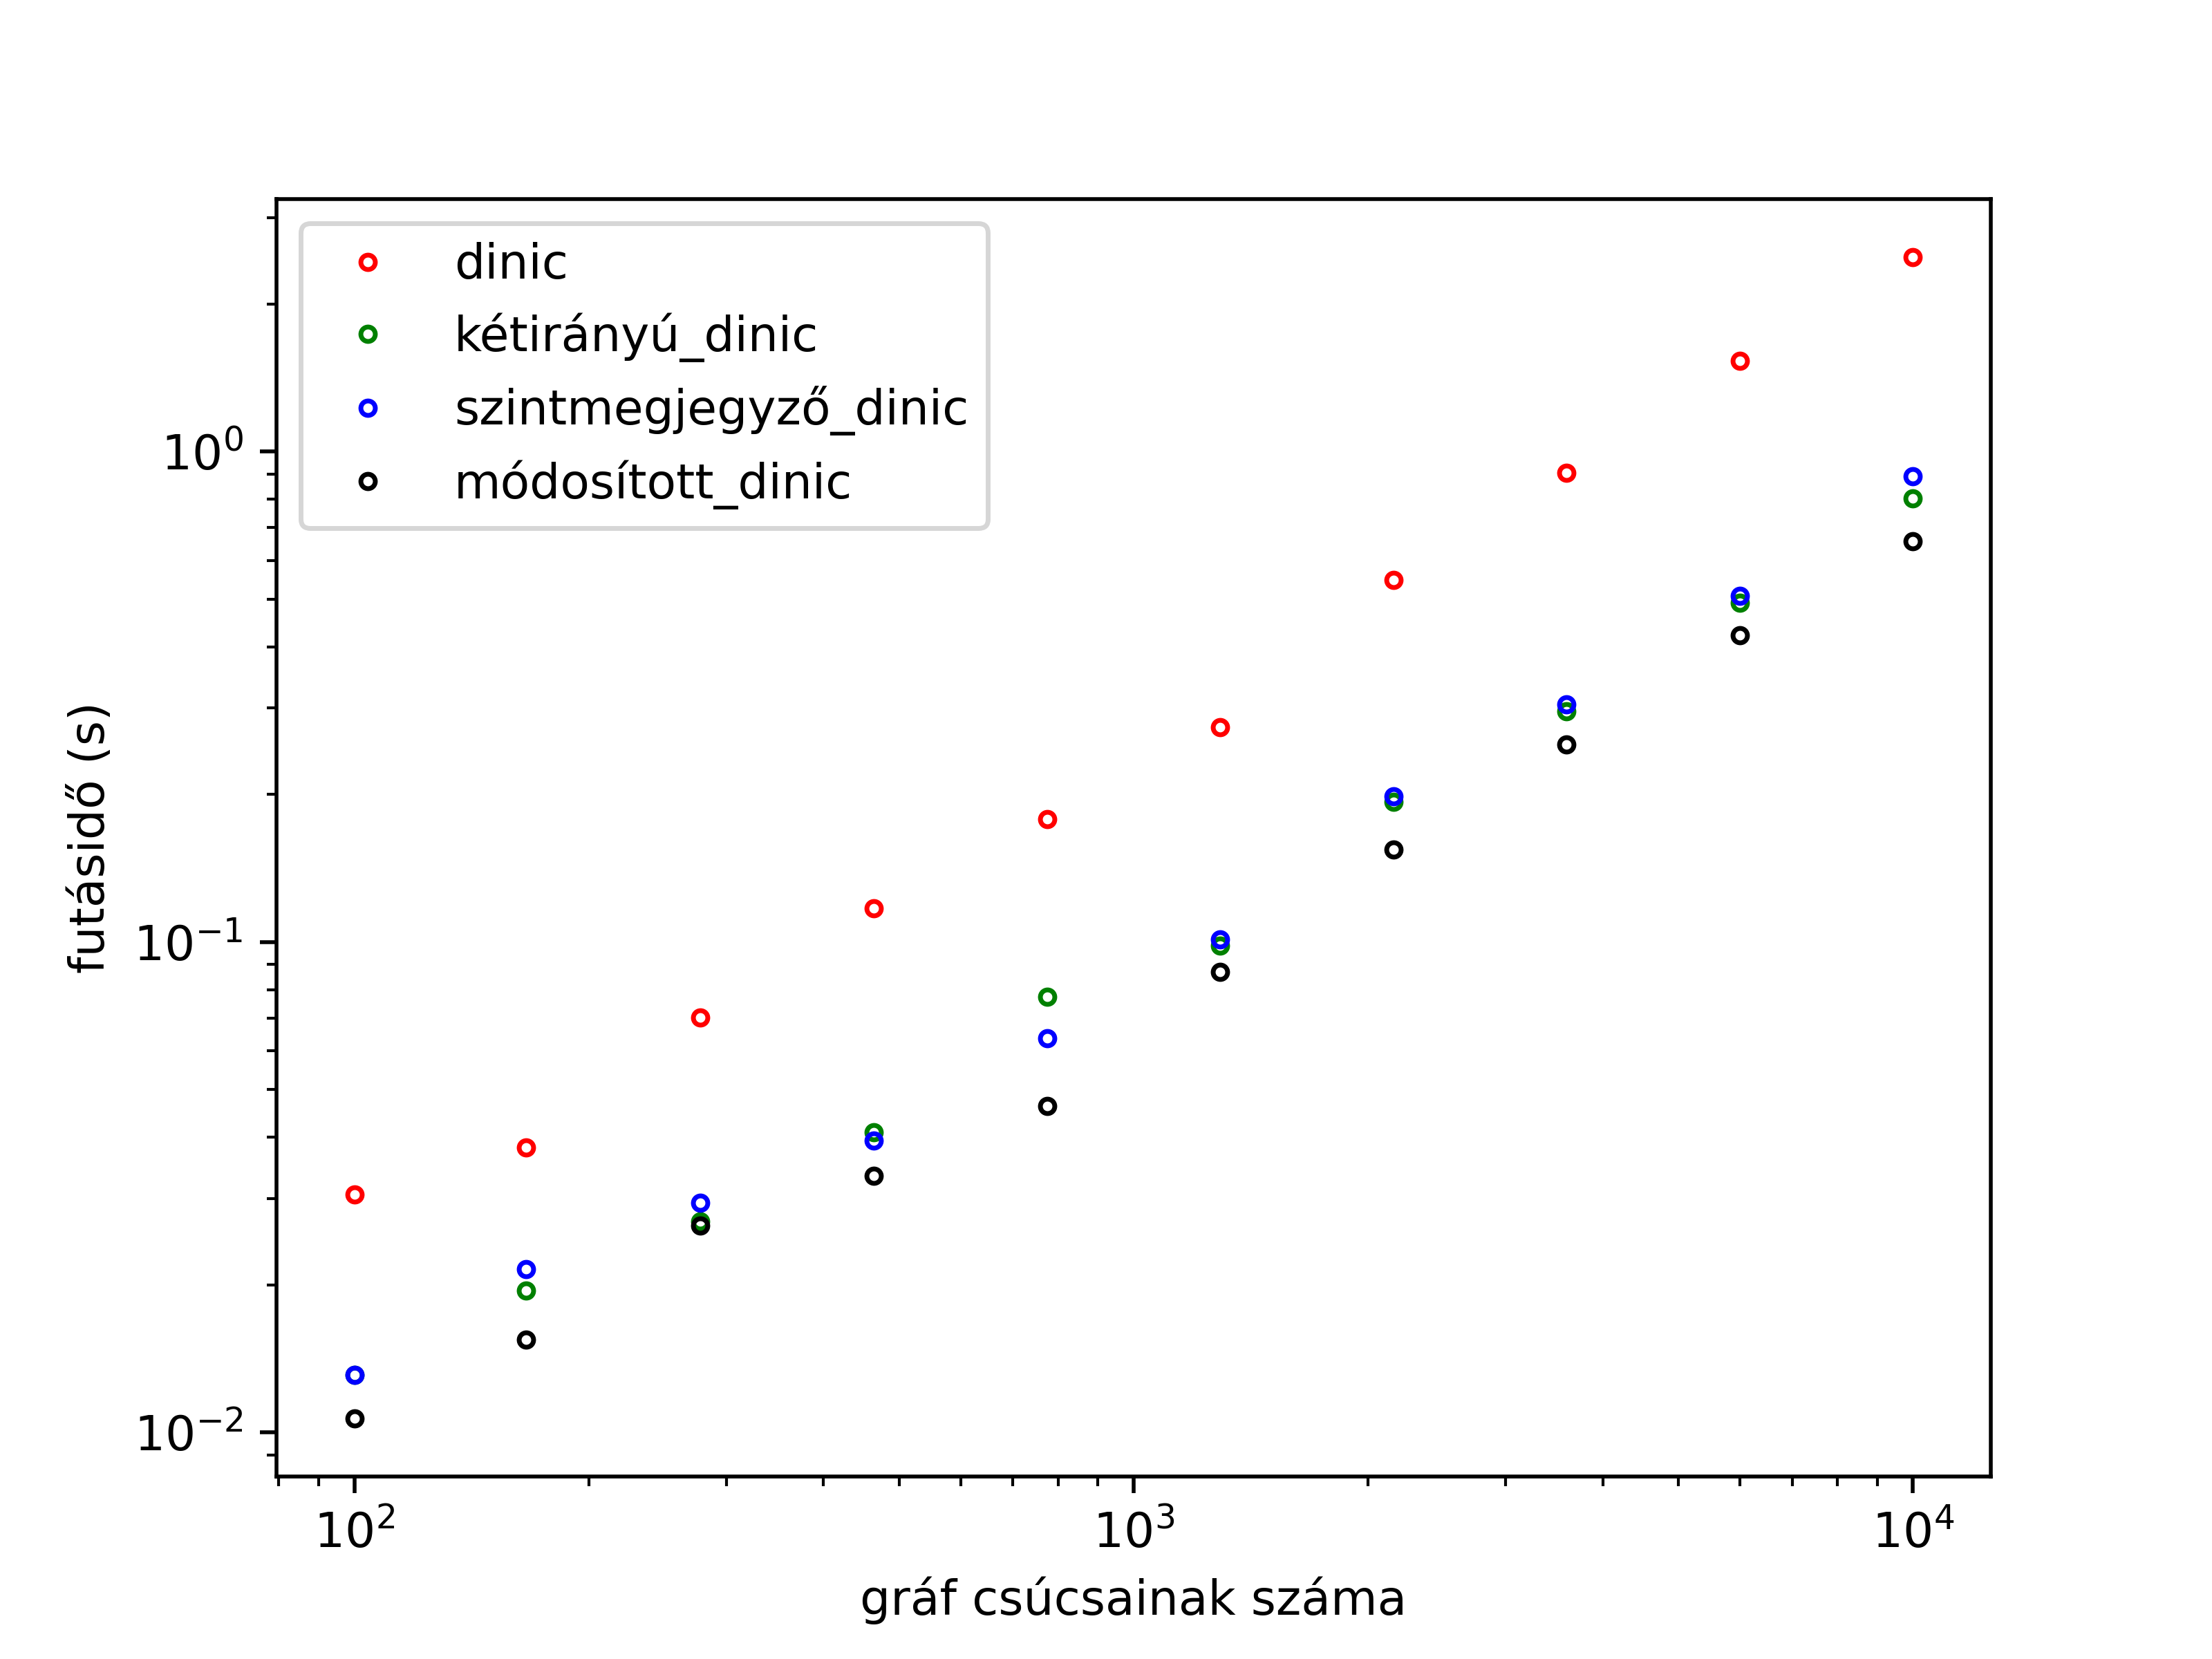 dinic
kétirányú_dinic
szintmegjegyző_dinic
módosított_dinic
10⁰
10⁻¹
10⁻²
futásidő (s)
10² 10³ 10⁴
gráf csúcsainak száma